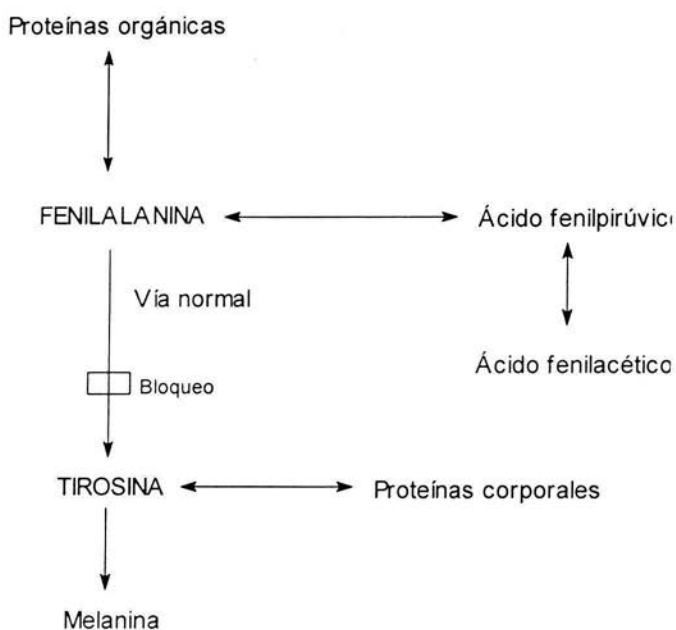 Proteínas orgánicas
FENILALANINA
Ácido fenilpirúvic
Vía normal
Ácido fenilacético
Bloqueo
TIROSINA
Proteínas corporales
Melanina